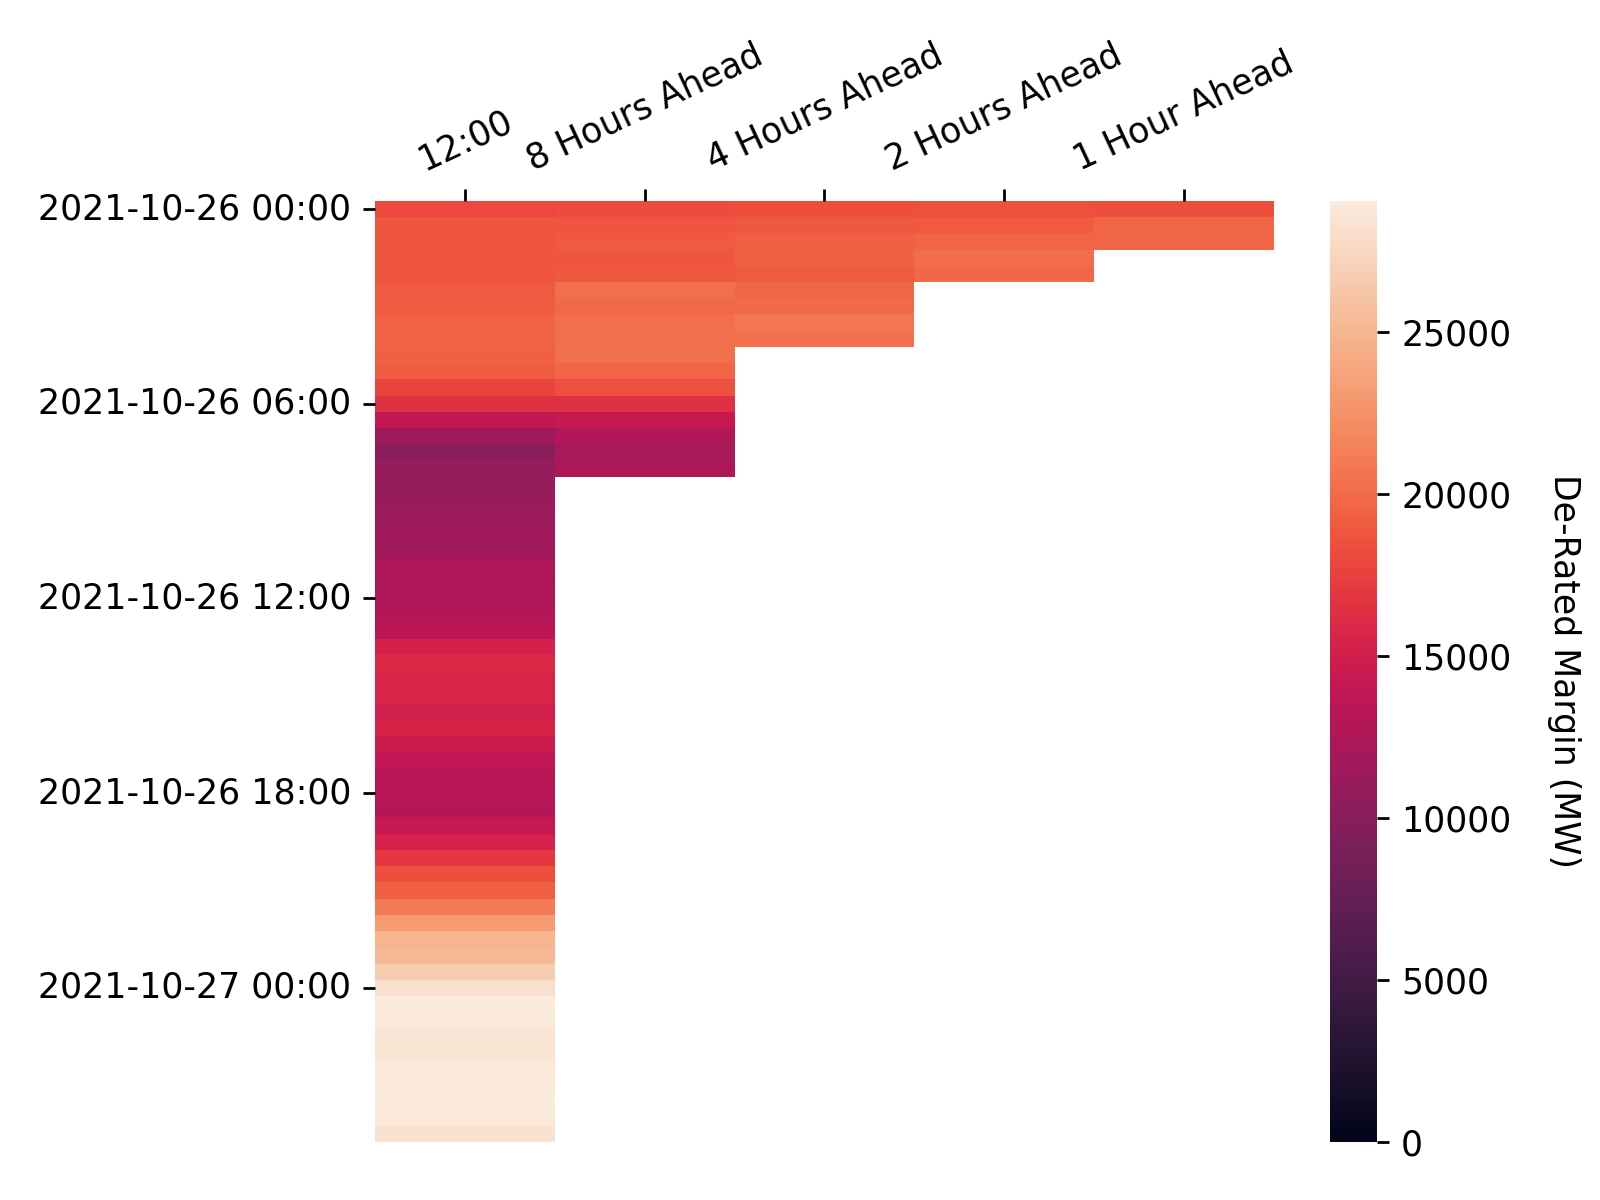 12:00
8 Hours Ahead
4 Hours Ahead
2 Hours Ahead
1 Hour Ahead
2021-10-26 00:00
2021-10-26 06:00
2021-10-26 12:00
2021-10-26 18:00
2021-10-27 00:00
25000
20000
15000
10000
5000
0
De-Rated Margin (MW)